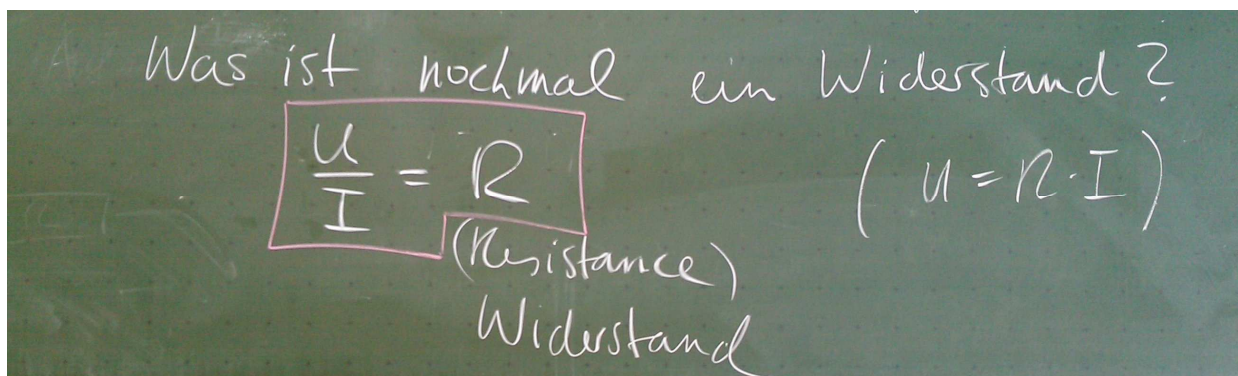 Was ist nochmal ein Widerstand?
U/I = R (U = R · I)
(Resistance)
Widerstand